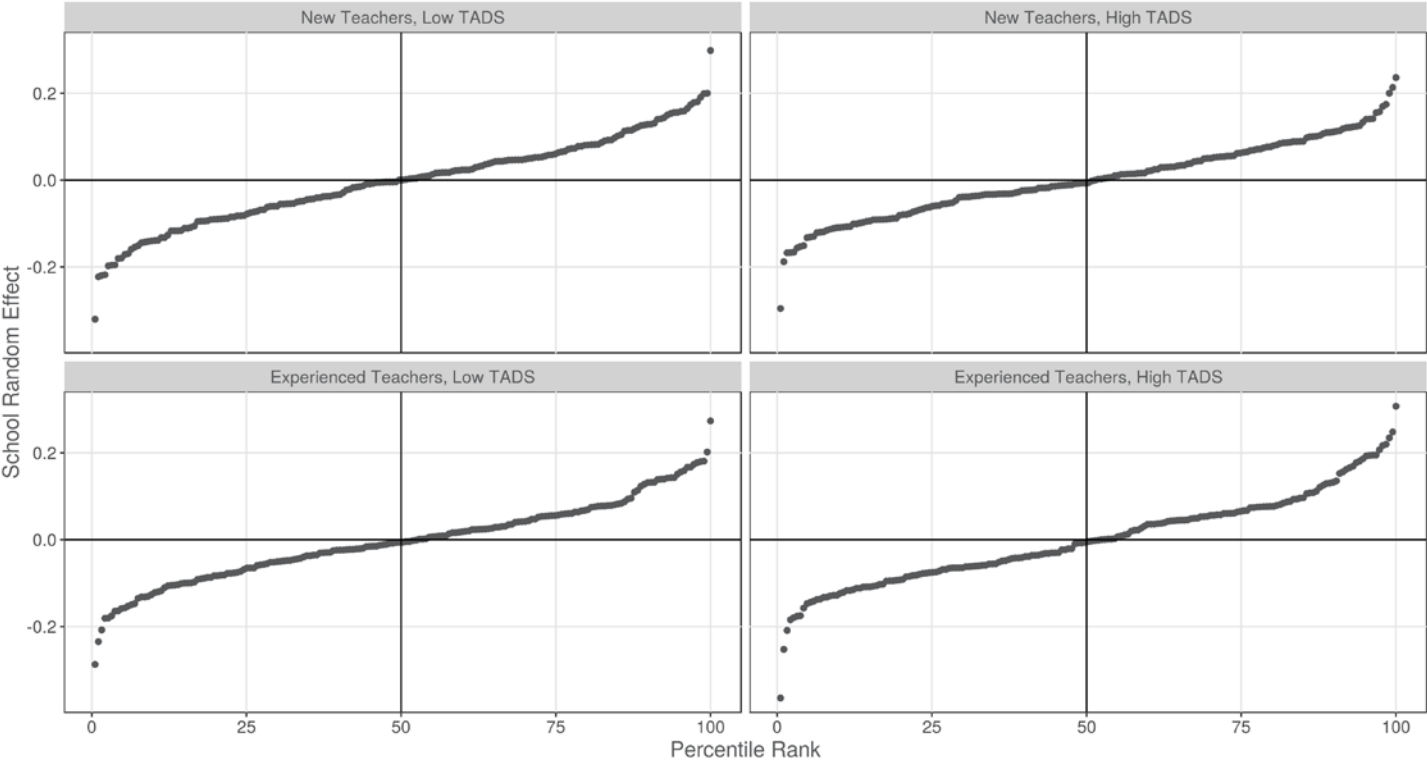 New Teachers, Low TADS
New Teachers, High TADS
0.2
0.0
-0.2
Experienced Teachers, Low TADS
Experienced Teachers, High TADS
0.2
0.0
-0.2
School Random Effect
0 25 50 75 100
0 25 50 75 100
Percentile Rank